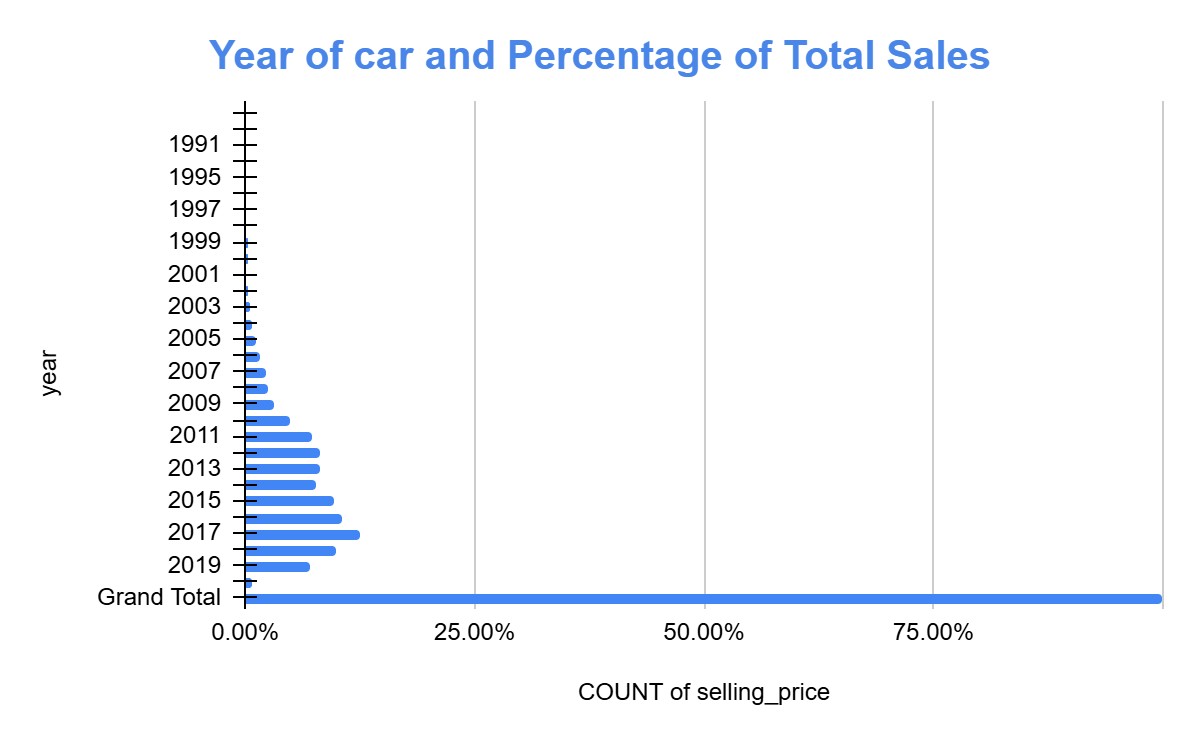 Year of car and Percentage of Total Sales
year
1991
1995
1997
1999
2001
2003
2005
2007
2009
2011
2013
2015
2017
2019
Grand Total
0.00% 25.00% 50.00% 75.00%
COUNT of selling_price